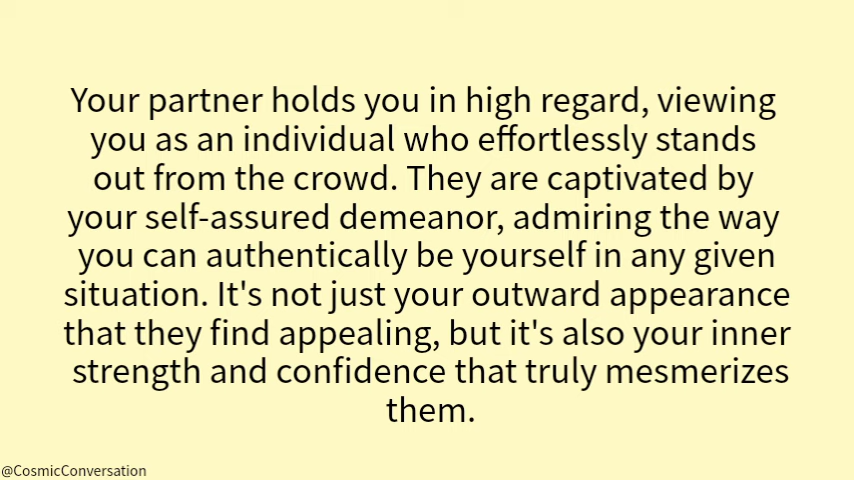 Your partner holds you in high regard, viewing
you as an individual who effortlessly stands
out from the crowd. They are captivated by
your self-assured demeanor, admiring the way
you can authentically be yourself in any given
situation. It's not just your outward appearance
that they find appealing, but it's also your inner
strength and confidence that truly mesmerizes
them.
@CosmicConversation